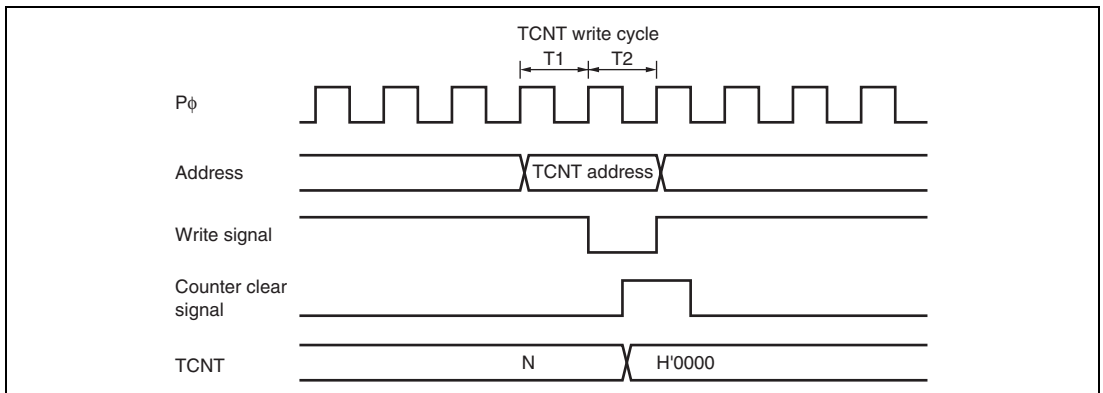 TCNT write cycle
T1 T2
Pϕ
Address
TCNT address
Write signal
Counter clear
signal
TCNT
N
H'0000